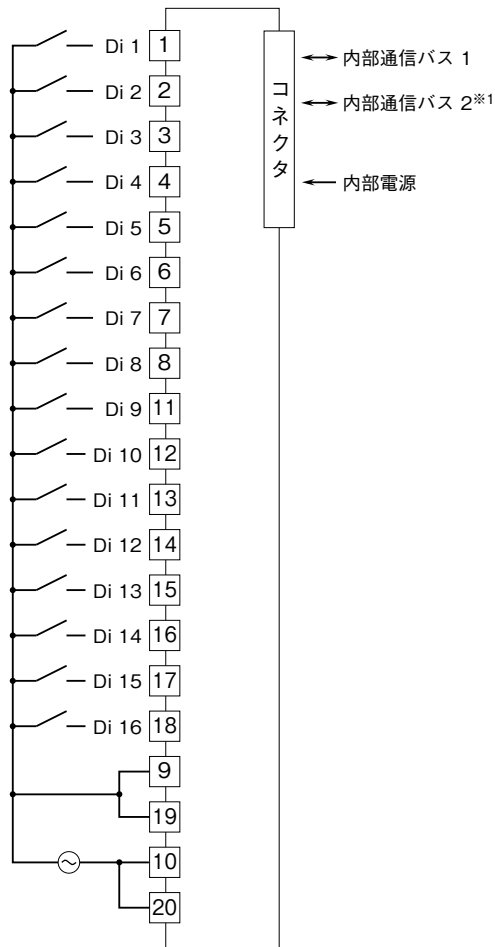 Di 1 1
Di 2 2
Di 3 3
Di 4 4
Di 5 5
Di 6 6
Di 7 7
Di 8 8
Di 9 11
Di 10 12
Di 11 13
Di 12 14
Di 13 15
Di 14 16
Di 15 17
Di 16 18
9
19
10
20
コネクタ
内部通信バス 1
内部通信バス 2※1
内部電源